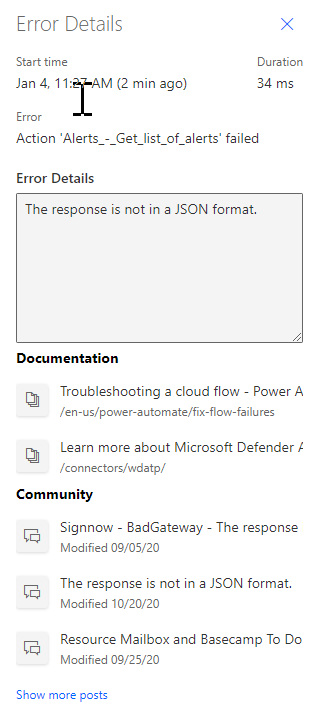 Error Details
Start time
Duration
Jan 4, 11:27 AM (2 min ago)
34 ms
Error
Action 'Alerts_-_Get_list_of_alerts' failed
Error Details
The response is not in a JSON format.
Documentation
Troubleshooting a cloud flow - Power A
/en-us/power-automate/fix-flow-failures
Learn more about Microsoft Defender A
/connectors/wdatp/
Community
Signnow - BadGateway - The response
Modified 09/05/20
The response is not in a JSON format.
Modified 10/20/20
Resource Mailbox and Basecamp To Do
Modified 09/25/20
Show more posts